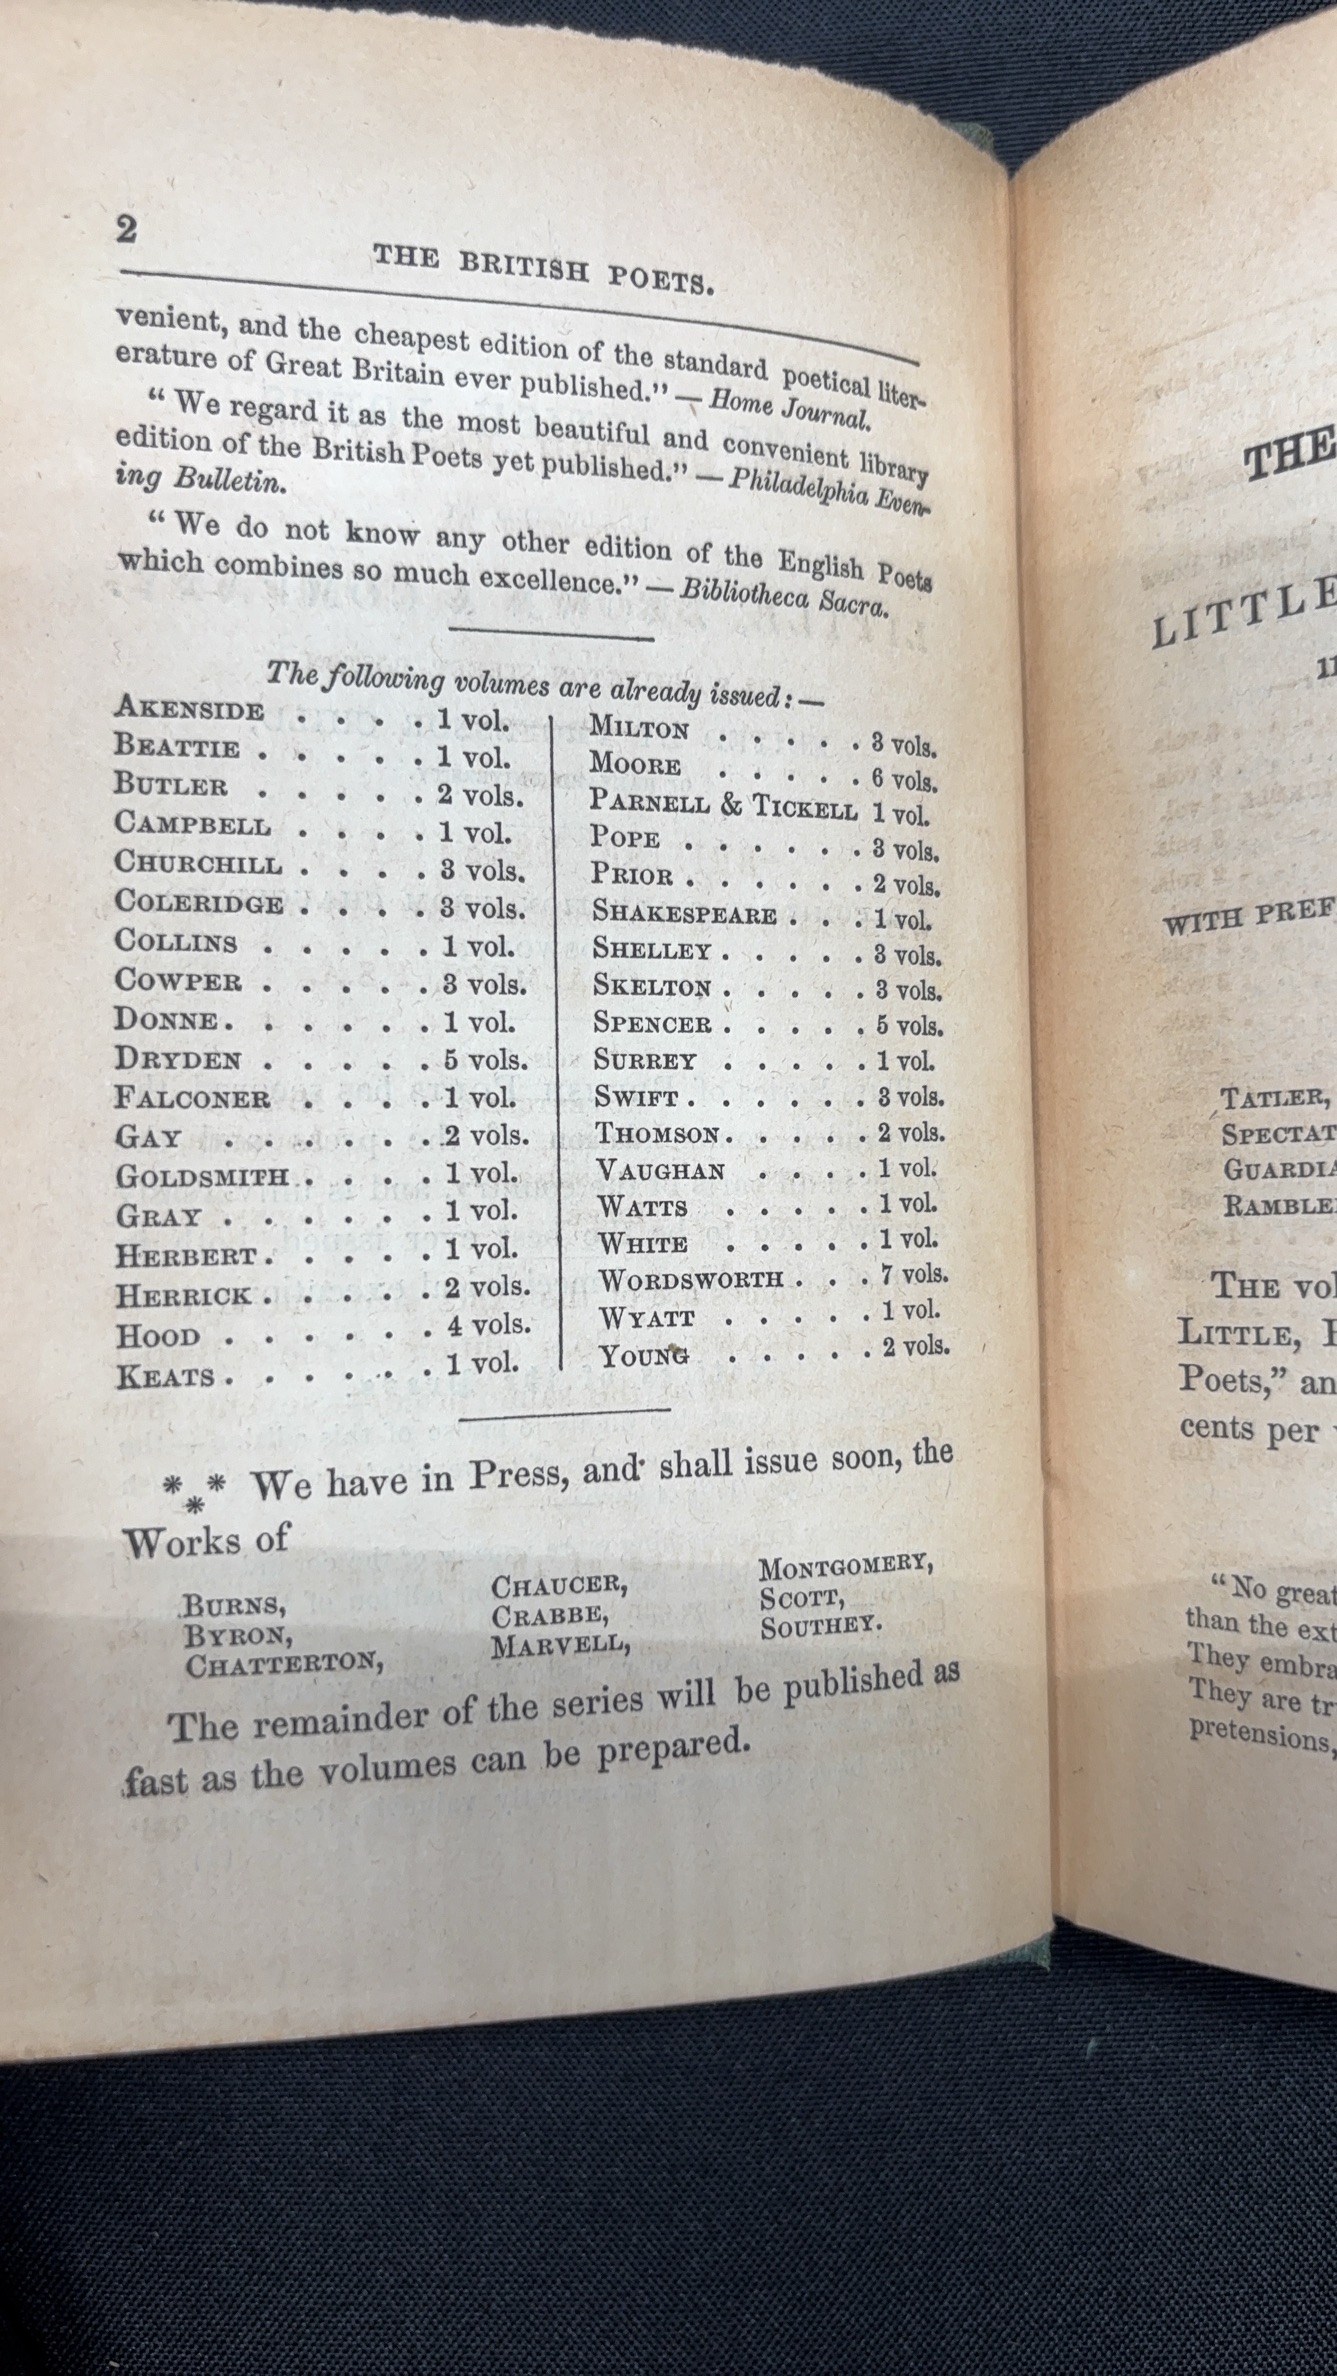 2
THE BRITISH POETS.
venient, and the cheapest edition of the standard poetical liter-
erature of Great Britain ever published.” — Home Journal.
“ We regard it as the most beautiful and convenient library
edition of the British Poets yet published.” — Philadelphia Even-
ing Bulletin.
“ We do not know any other edition of the English Poets
which combines so much excellence.” — Bibliotheca Sacra.
The following volumes are already issued: —
AKENSIDE . . . . 1 vol.
BEATTIE . . . . . 1 vol.
BUTLER . . . . . 2 vols.
CAMPBELL . . . . 1 vol.
CHURCHILL . . . . 3 vols.
COLERIDGE . . . . 3 vols.
COLLINS . . . . . 1 vol.
COWPER . . . . . 3 vols.
DONNE . . . . . . 1 vol.
DRYDEN . . . . . 5 vols.
FALCONER . . . . 1 vol.
GAY . . . . . . 2 vols.
GOLDSMITH . . . . 1 vol.
GRAY . . . . . . 1 vol.
HERBERT . . . . . 1 vol.
HERRICK . . . . . 2 vols.
HOOD . . . . . . 4 vols.
KEATS . . . . . . 1 vol.
MILTON . . . . . 3 vols.
MOORE . . . . . 6 vols.
PARNELL & TICKELL 1 vol.
POPE . . . . . . 3 vols.
PRIOR . . . . . . 2 vols.
SHAKESPEARE . . . 1 vol.
SHELLEY . . . . . 3 vols.
SKELTON . . . . . 3 vols.
SPENCER . . . . . 5 vols.
SURREY . . . . . 1 vol.
SWIFT . . . . . . 3 vols.
THOMSON . . . . . 2 vols.
VAUGHAN . . . . 1 vol.
WATTS . . . . . 1 vol.
WHITE . . . . . 1 vol.
WORDSWORTH . . . 7 vols.
WYATT . . . . . 1 vol.
YOUNG . . . . . 2 vols.
*** We have in Press, and shall issue soon, the
Works of
BURNS,
BYRON,
CHATTERTON,
CHAUCER,
CRABBE,
MARVELL,
MONTGOMERY,
SCOTT,
SOUTHEY.
The remainder of the series will be published as
fast as the volumes can be prepared.
THE
LITTLE
WITH PREF
TATLER,
SPECTAT
GUARDIA
RAMBLE
THE vol
LITTLE,
Poets,” an
cents per
“No great
than the ext
They embra
They are tr
pretensions,